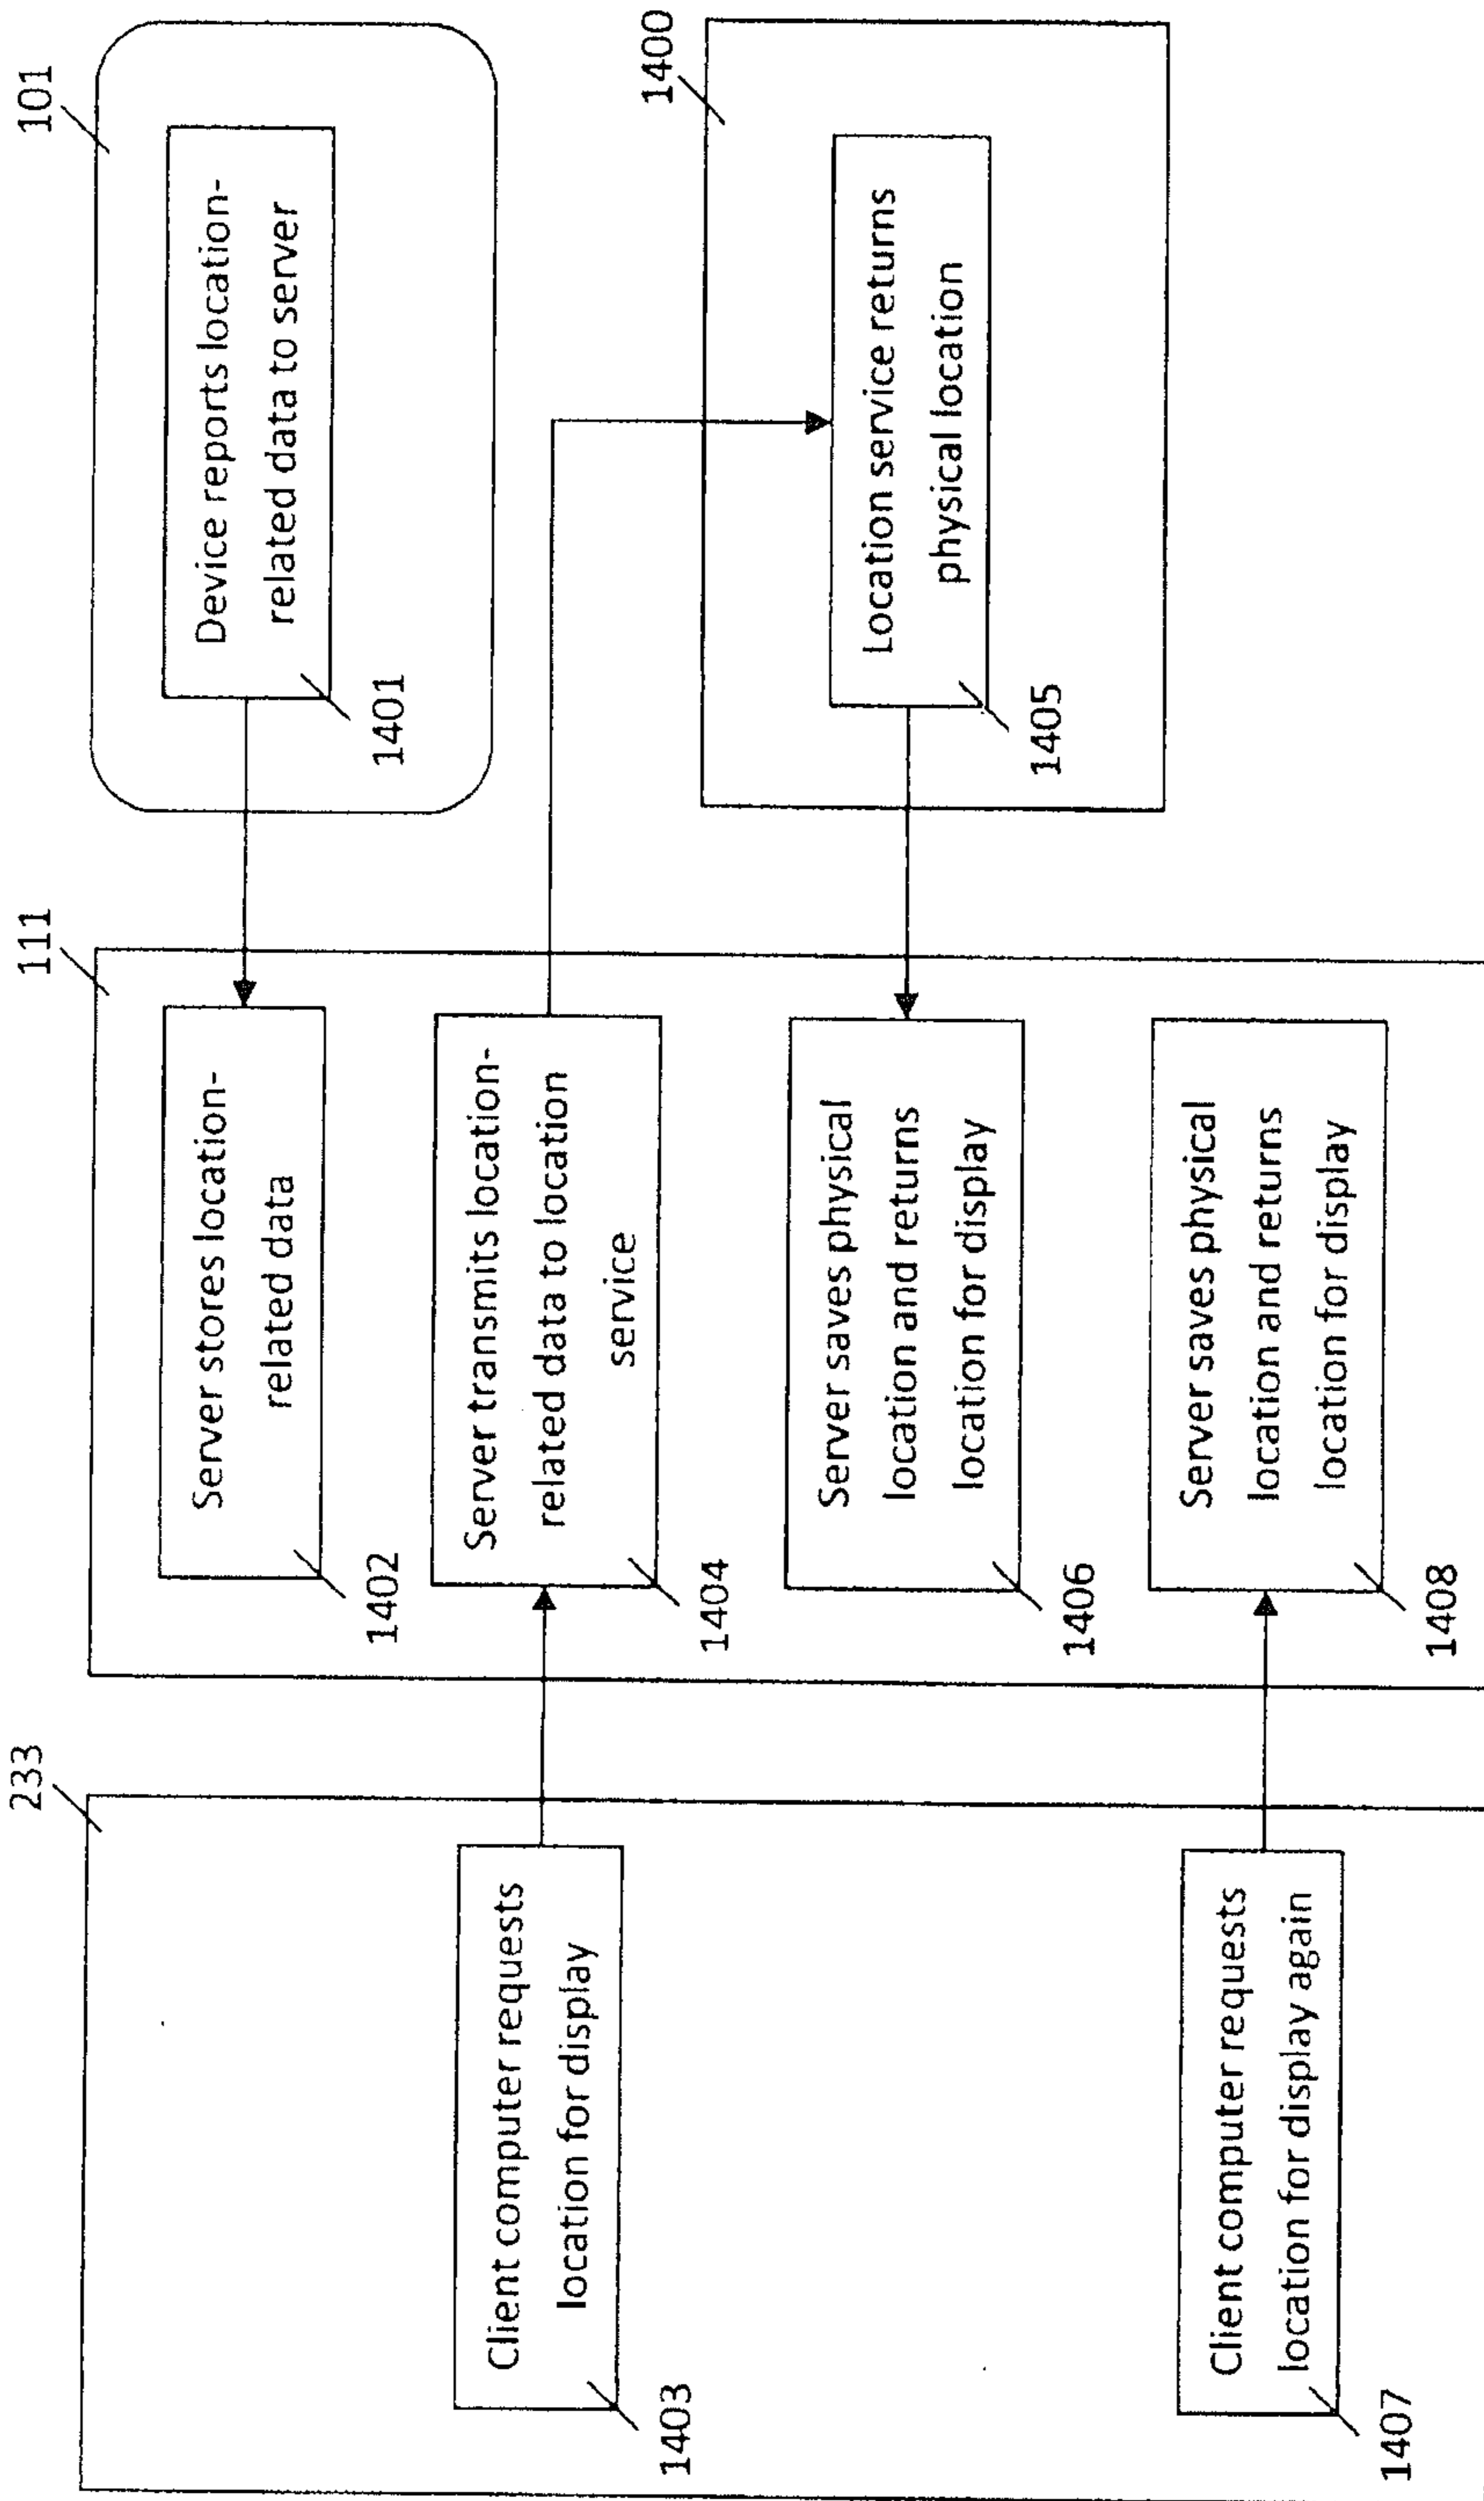 233
111
101
Device reports location-
related data to server
1401
Server stores location-
related data
1402
Client computer requests
location for display
1403
Server transmits location-
related data to location
service
1404
1400
Location service returns
physical location
1405
Server saves physical
location and returns
location for display
1406
Client computer requests
location for display again
1407
Server saves physical
location and returns
location for display
1408